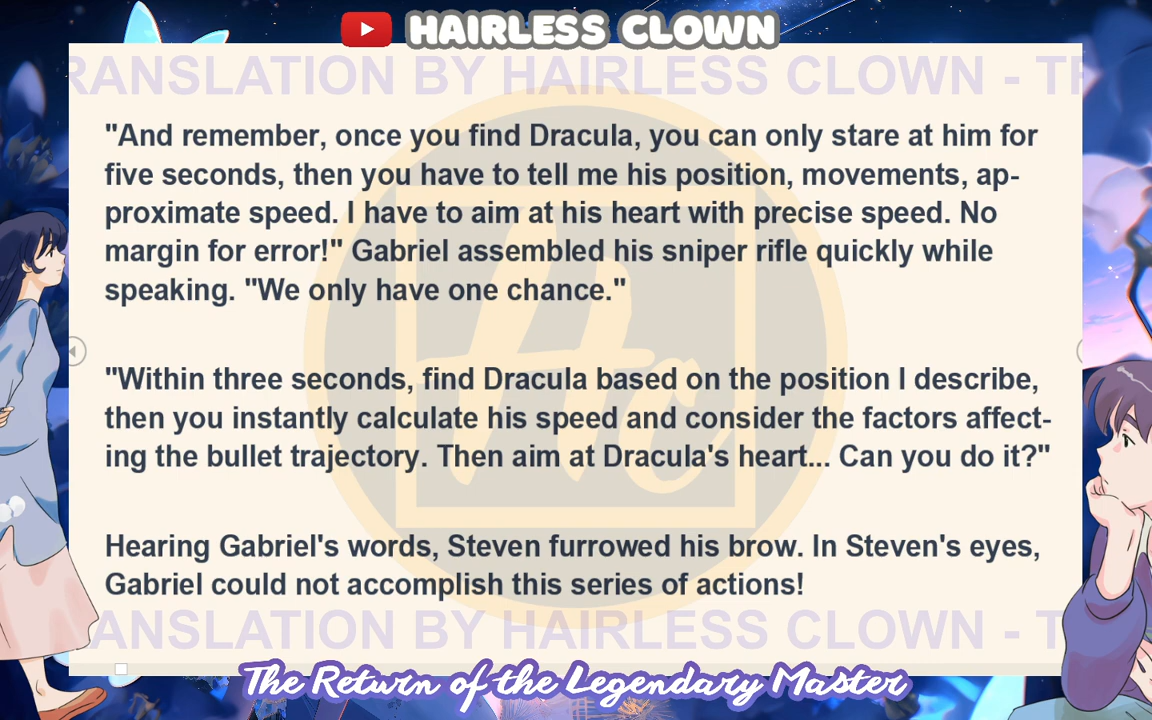 HAIRLESS CLOWN
RANSLATION BY HAIRLESS CLOWN - TR
"And remember, once you find Dracula, you can only stare at him for
five seconds, then you have to tell me his position, movements, ap-
proximate speed. I have to aim at his heart with precise speed. No
margin for error!" Gabriel assembled his sniper rifle quickly while
speaking. "We only have one chance."
"Within three seconds, find Dracula based on the position I describe,
then you instantly calculate his speed and consider the factors affect-
ing the bullet trajectory. Then aim at Dracula's heart... Can you do it?"
Hearing Gabriel's words, Steven furrowed his brow. In Steven's eyes,
Gabriel could not accomplish this series of actions!
Hc
ANSLATION BY HAIRLESS CLOWN - T
The Return of the Legendary Master